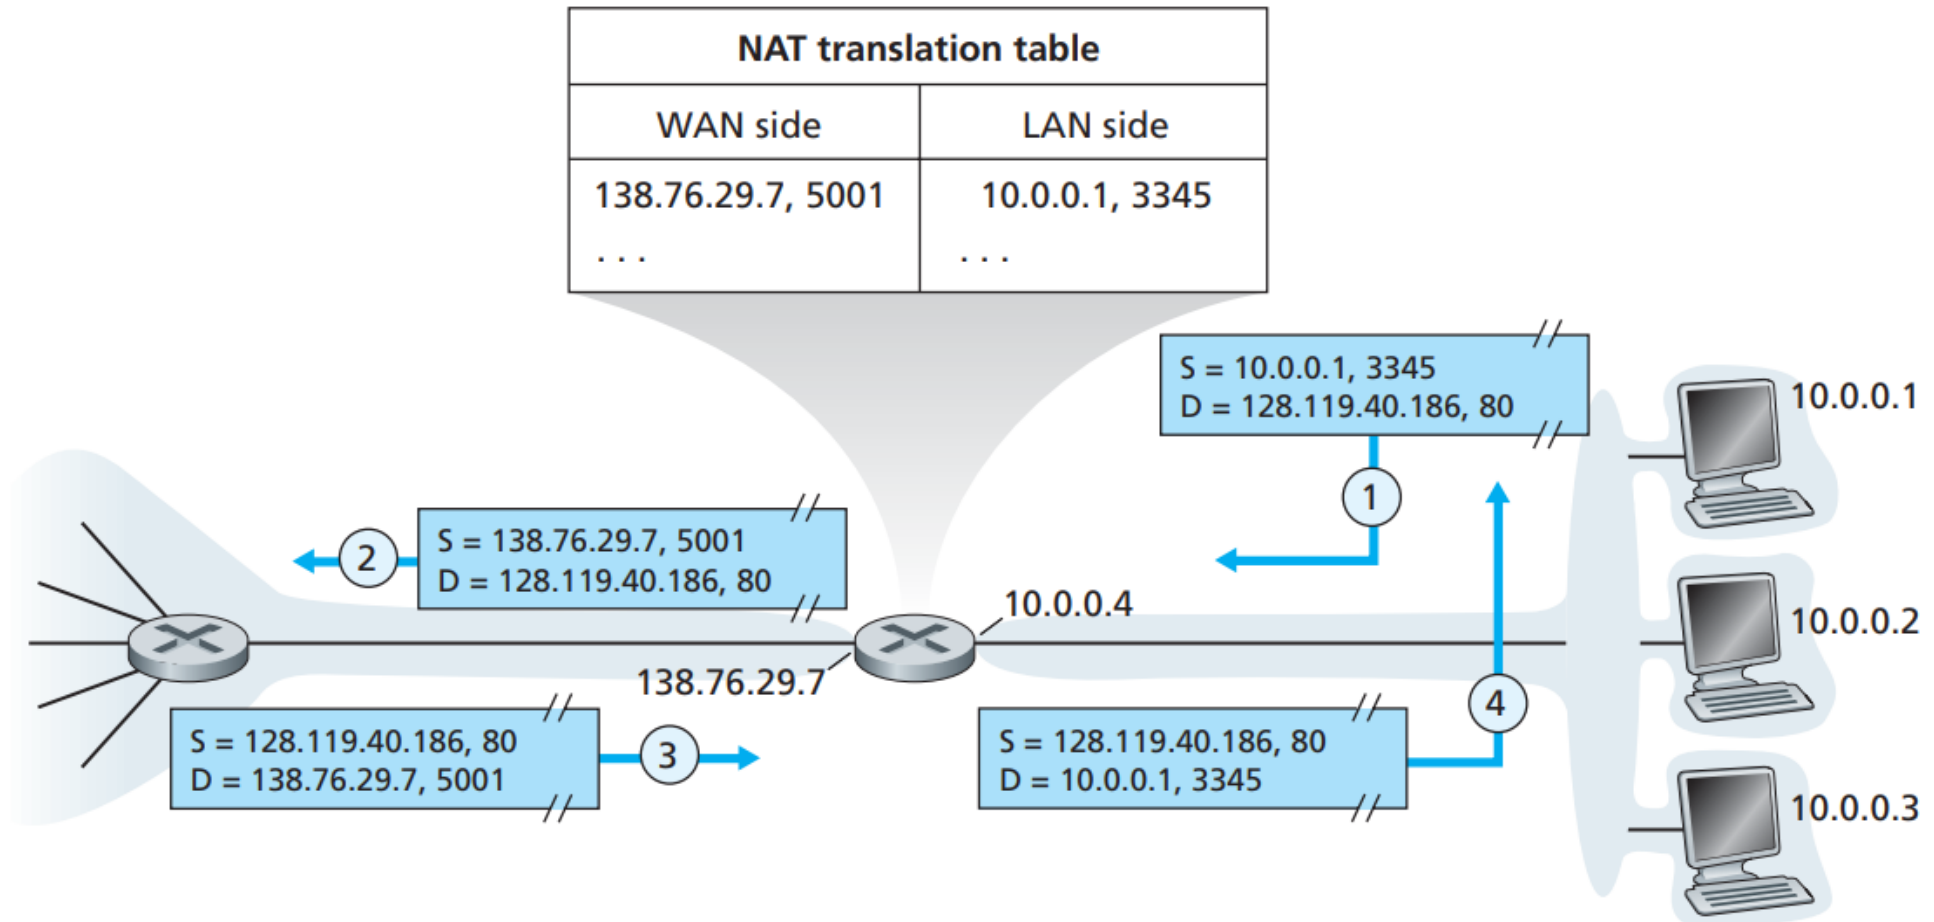 NAT translation table
WAN side LAN side
138.76.29.7, 5001 10.0.0.1, 3345
. . . . . .
S = 10.0.0.1, 3345
D = 128.119.40.186, 80
10.0.0.1
1
2
S = 138.76.29.7, 5001
D = 128.119.40.186, 80
10.0.0.4
10.0.0.2
138.76.29.7
4
S = 128.119.40.186, 80
D = 138.76.29.7, 5001
3
S = 128.119.40.186, 80
D = 10.0.0.1, 3345
10.0.0.3